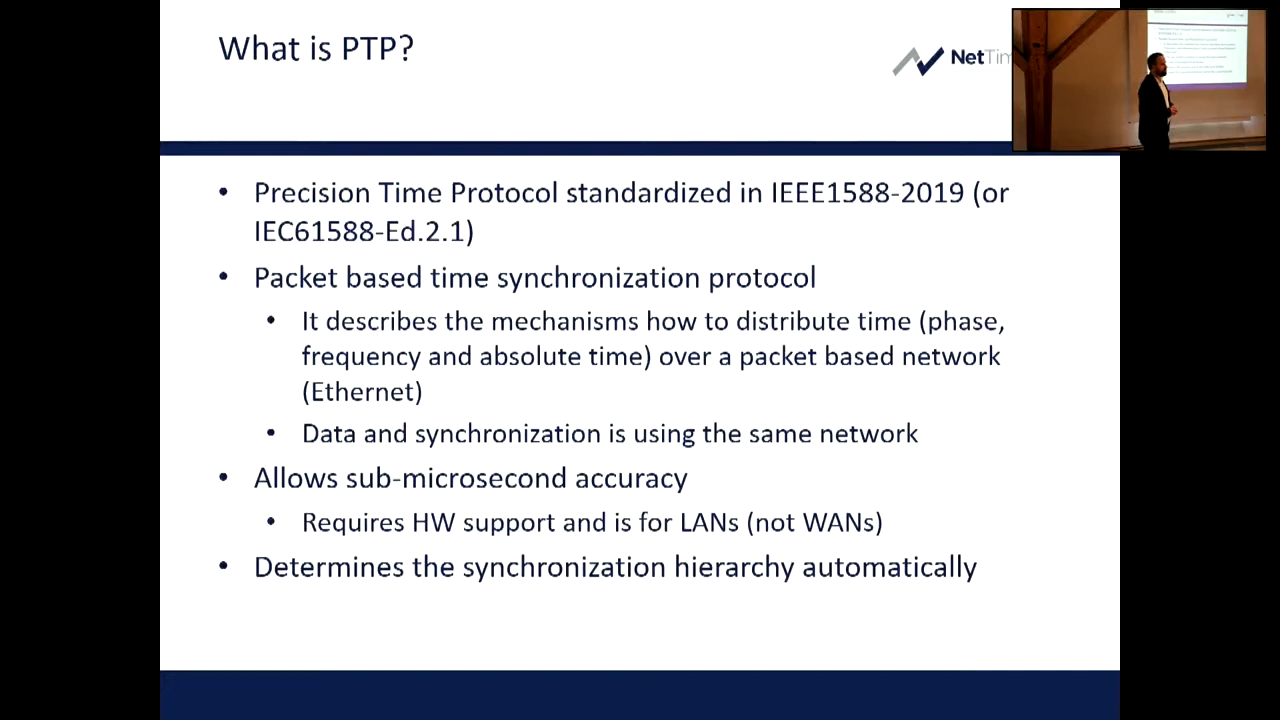 What is PTP?
NetTim
• Precision Time Protocol standardized in IEEE1588-2019 (or
IEC61588-Ed.2.1)
• Packet based time synchronization protocol
• It describes the mechanisms how to distribute time (phase,
frequency and absolute time) over a packet based network
(Ethernet)
• Data and synchronization is using the same network
• Allows sub-microsecond accuracy
• Requires HW support and is for LANs (not WANs)
• Determines the synchronization hierarchy automatically